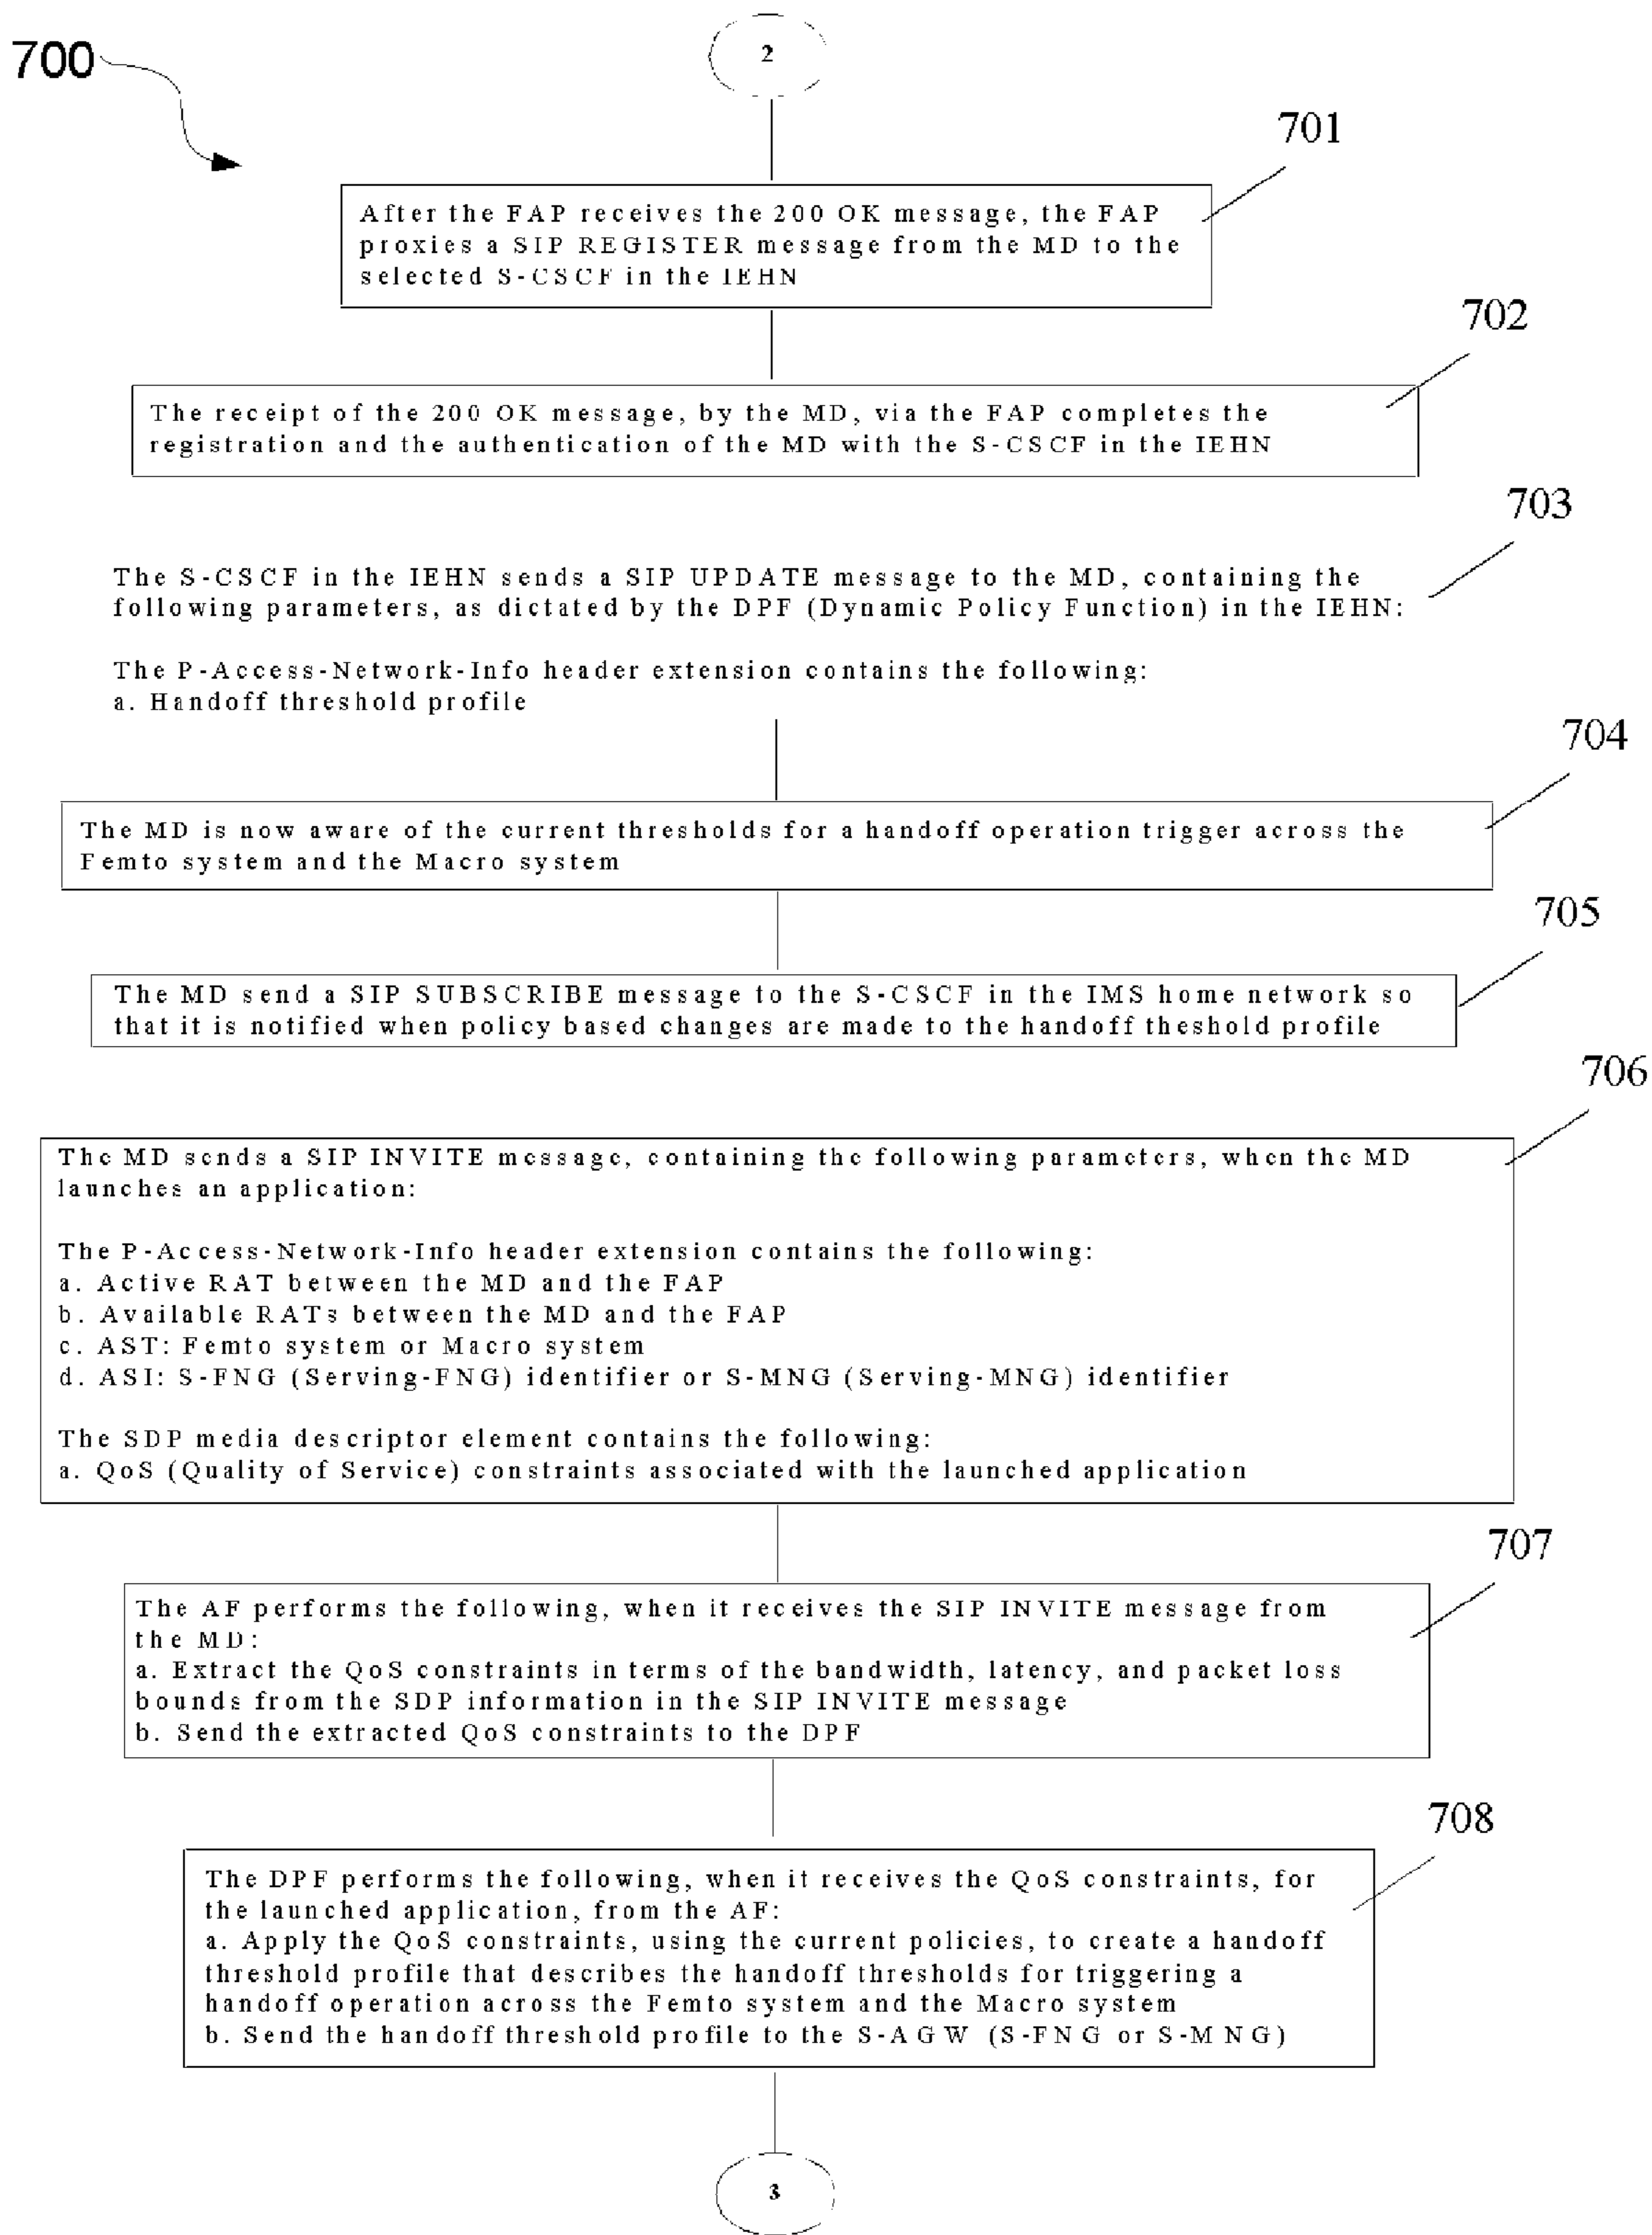 700
2
701
After the FAP receives the 200 OK message, the FAP
proxies a SIP REGISTER message from the MD to the
selected S-CSCF in the IEHN
702
The receipt of the 200 OK message, by the MD, via the FAP completes the
registration and the authentication of the MD with the S-CSCF in the IEHN
703
The S-CSCF in the IEHN sends a SIP UPDATE message to the MD, containing the
following parameters, as dictated by the DPF (Dynamic Policy Function) in the IEHN:
The P-Access-Network-Info header extension contains the following:
a. Handoff threshold profile
704
The MD is now aware of the current thresholds for a handoff operation trigger across the
Femto system and the Macro system
705
The MD send a SIP SUBSCRIBE message to the S-CSCF in the IMS home network so
that it is notified when policy based changes are made to the handoff theshold profile
706
The MD sends a SIP INVITE message, containing the following parameters, when the MD
launches an application:
The P-Access-Network-Info header extension contains the following:
a. Active RAT between the MD and the FAP
b. Available RATs between the MD and the FAP
c. AST: Femto system or Macro system
d. ASI: S-FNG (Serving-FNG) identifier or S-MNG (Serving-MNG) identifier
The SDP media descriptor element contains the following:
a. QoS (Quality of Service) constraints associated with the launched application
707
The AF performs the following, when it receives the SIP INVITE message from
the MD:
a. Extract the QoS constraints in terms of the bandwidth, latency, and packet loss
bounds from the SDP information in the SIP INVITE message
b. Send the extracted QoS constraints to the DPF
708
The DPF performs the following, when it receives the QoS constraints, for
the launched application, from the AF:
a. Apply the QoS constraints, using the current policies, to create a handoff
threshold profile that describes the handoff thresholds for triggering a
handoff operation across the Femto system and the Macro system
b. Send the handoff threshold profile to the S-AGW (S-FNG or S-MNG)
3